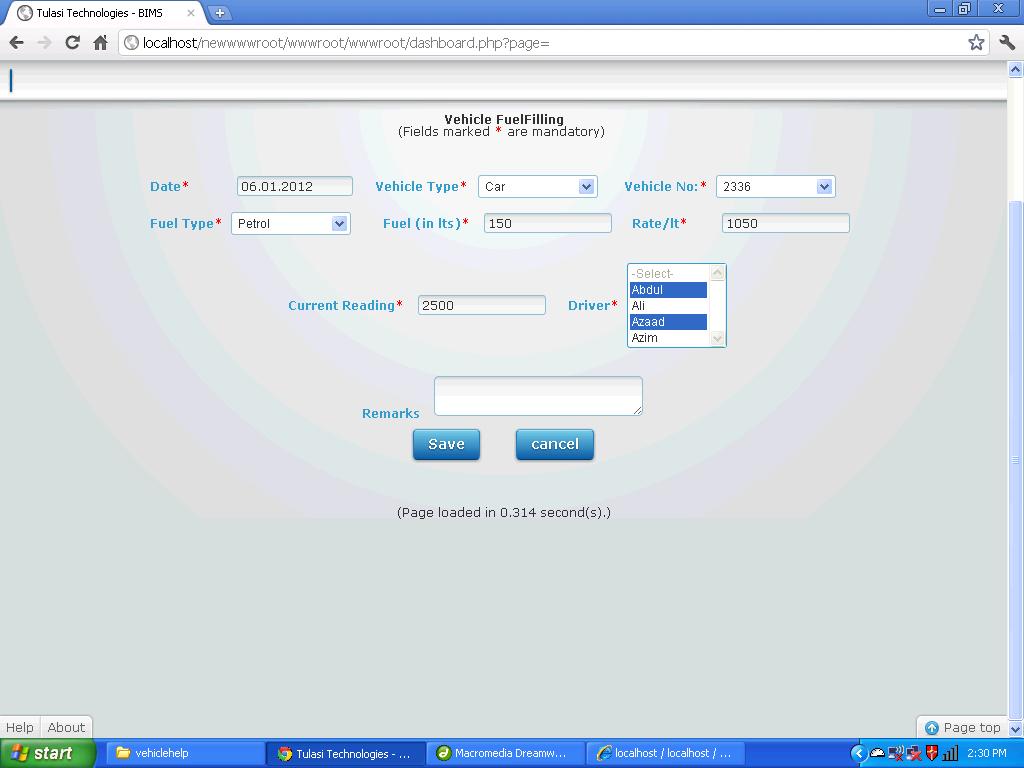 Tulasi Technologies - BIMS
localhost/newwwwroot/wwwroot/wwwroot/dashboard.php?page=
Vehicle FuelFilling
(Fields marked * are mandatory)
Date* 06.01.2012 Vehicle Type* Car Vehicle No:* 2336
Fuel Type* Petrol Fuel (in lts)* 150 Rate/lt* 1050
-Select-
Abdul
Current Reading* 2500 Driver* Ali
Azaad
Azim
Remarks
Save cancel
(Page loaded in 0.314 second(s).)
Help About Page top
start vehiclehelp Tulasi Technologies - ... Macromedia Dreamw... localhost / localhost / ... 2:30 PM